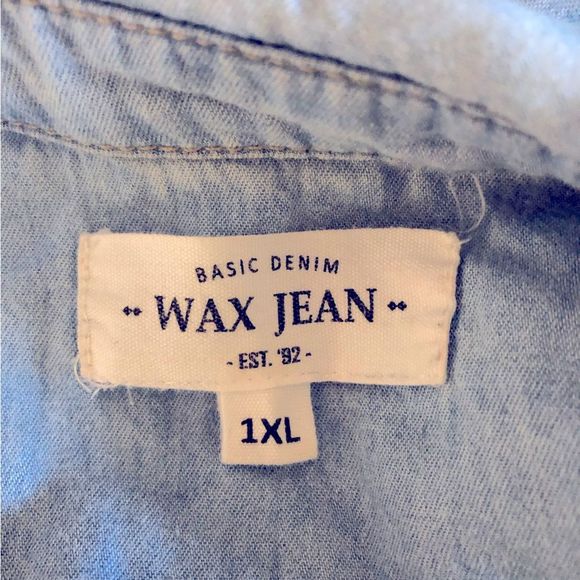 BASIC DENIM
WAX JEAN
- EST. '92 -
1XL